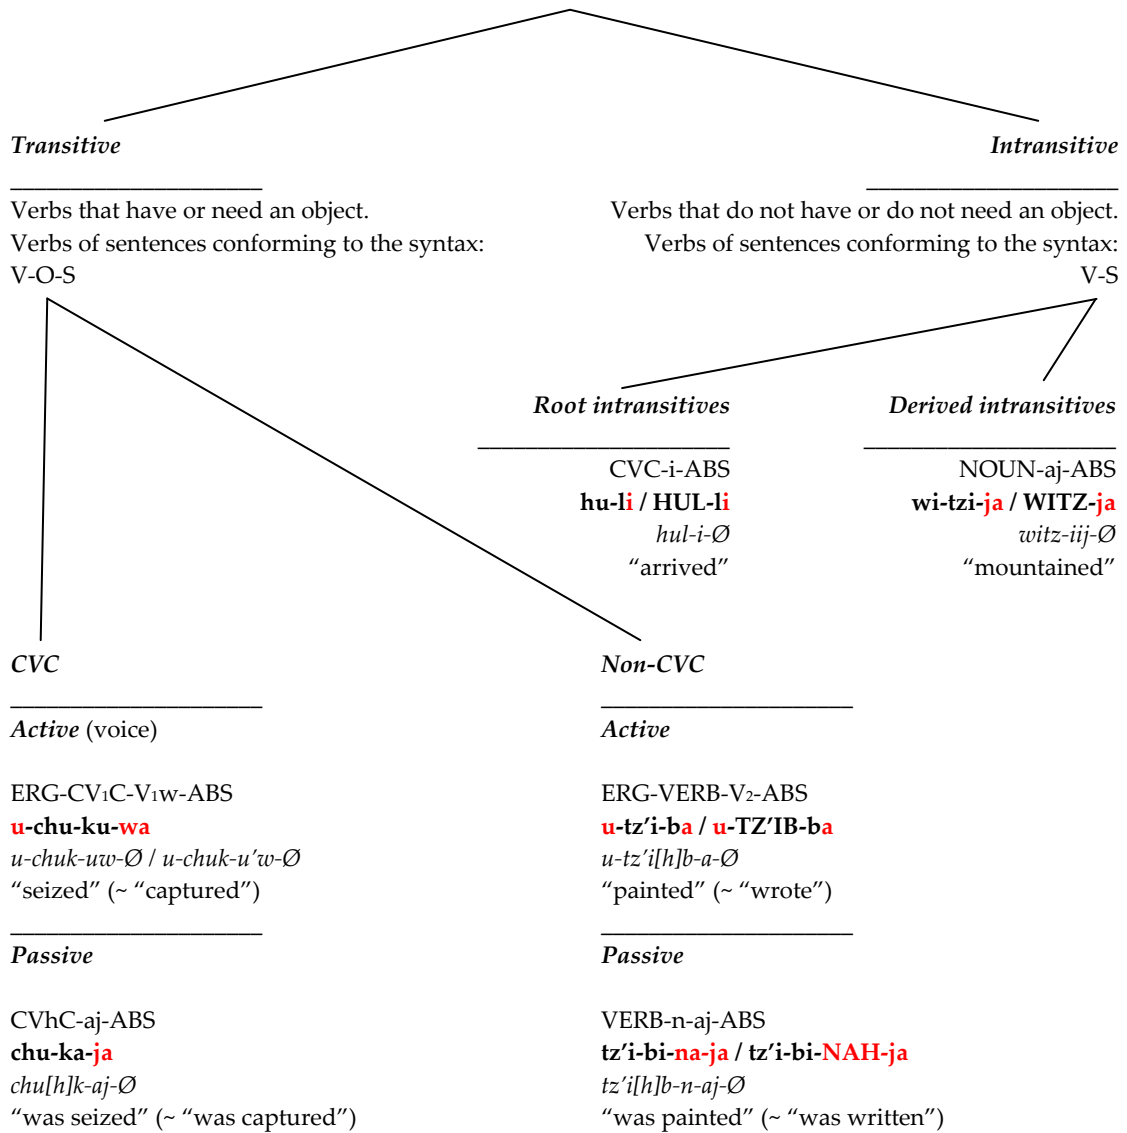 Transitive
Intransitive
Verbs that have or need an object.
Verbs of sentences conforming to the syntax:
V-O-S
Verbs that do not have or do not need an object.
Verbs of sentences conforming to the syntax:
V-S
Root intransitives
CVC-i-ABS
hu-li / HUL-li
hul-i-Ø
“arrived”
Derived intransitives
NOUN-aj-ABS
wi-tzi-ja / WITZ-ja
witz-iij-Ø
“mountained”
CVC
Active (voice)
ERG-CV₁C-V₁w-ABS
u-chu-ku-wa
u-chuk-uw-Ø / u-chuk-u’w-Ø
“seized” (~ “captured”)
Passive
CVhC-aj-ABS
chu-ka-ja
chu[h]k-aj-Ø
“was seized” (~ “was captured”)
Non-CVC
Active
ERG-VERB-V₂-ABS
u-tz’i-ba / u-TZ’IB-ba
u-tz’i[h]b-a-Ø
“painted” (~ “wrote”)
Passive
VERB-n-aj-ABS
tz’i-bi-na-ja / tz’i-bi-NAH-ja
tz’i[h]b-n-aj-Ø
“was painted” (~ “was written”)